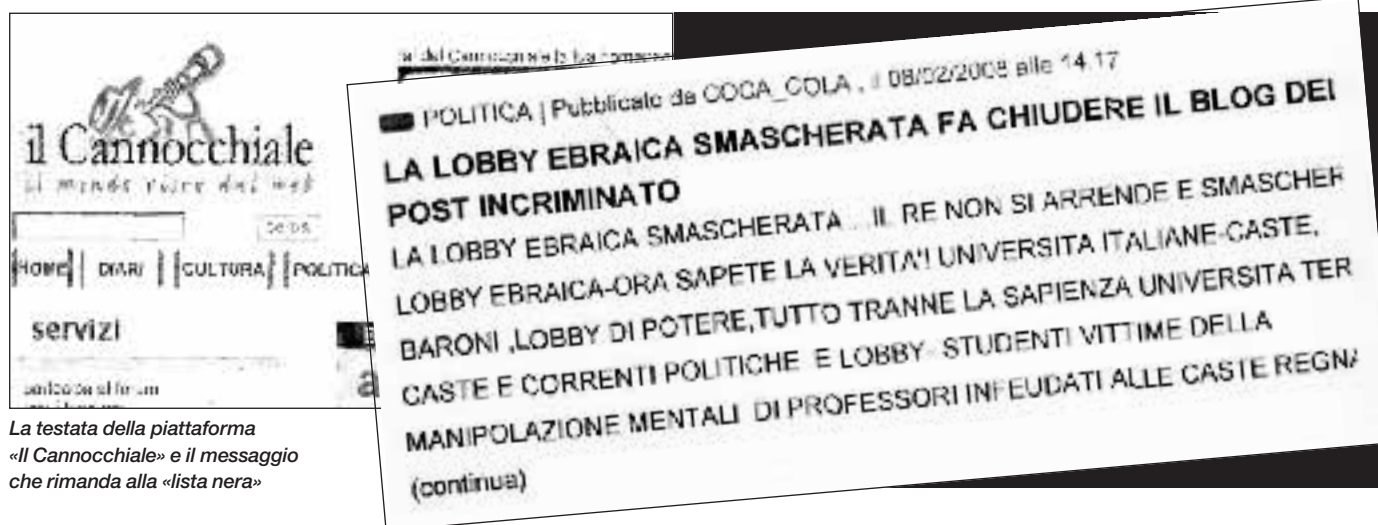 il Cannocchiale
HOME DIARI CULTURA POLITICA
servizi
La testata della piattaforma
«Il Cannocchiale» e il messaggio
che rimanda alla «lista nera»
POLITICA | Pubblicato da COCA_COLA , il 08/02/2008 alle 14.17
LA LOBBY EBRAICA SMASCHERATA FA CHIUDERE IL BLOG DEI
POST INCRIMINATO
LA LOBBY EBRAICA SMASCHERATA ... IL RE NON SI ARRENDE E SMASCHER
LOBBY EBRAICA-ORA SAPETE LA VERITA'! UNIVERSITA ITALIANE-CASTE,
BARONI ,LOBBY DI POTERE,TUTTO TRANNE LA SAPIENZA UNIVERSITA TER
CASTE E CORRENTI POLITICHE E LOBBY- STUDENTI VITTIME DELLA
MANIPOLAZIONE MENTALI DI PROFESSORI INFEUDATI ALLE CASTE REGNA
(continua)